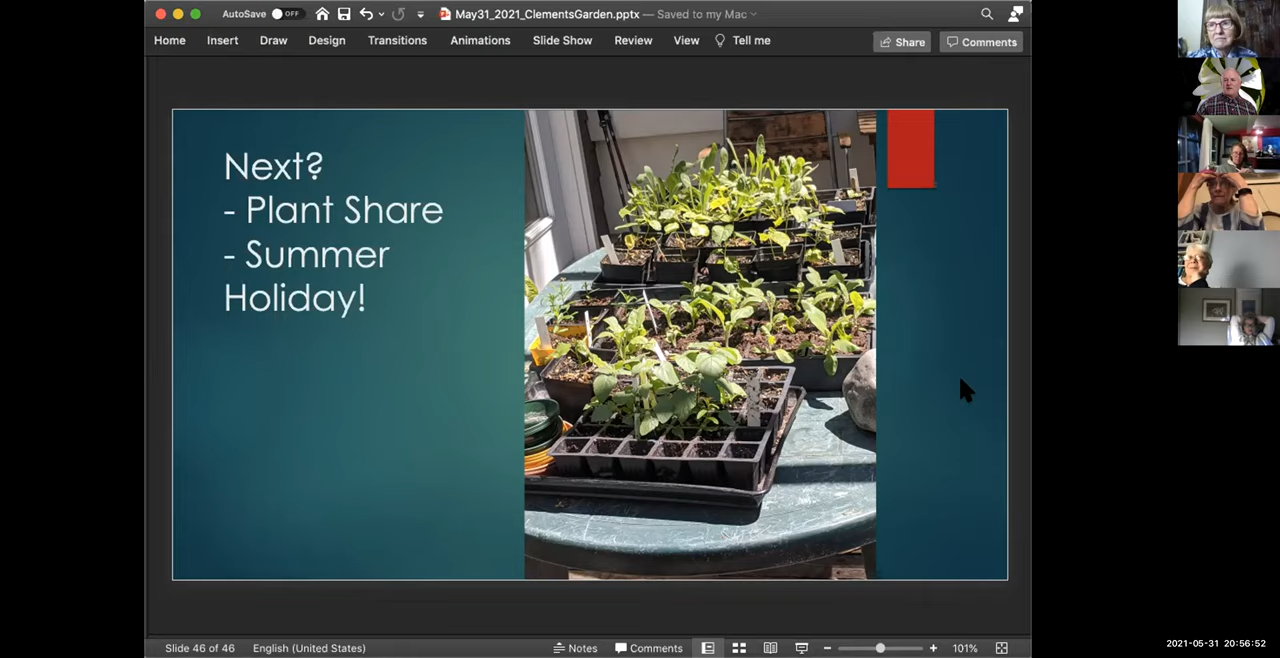 AutoSave OFF
May31_2021_ClementsGarden.pptx — Saved to my Mac
Home Insert Draw Design Transitions Animations Slide Show Review View Tell me Share Comments
Next?
- Plant Share
- Summer
Holiday!
Slide 46 of 46 English (United States) Notes Comments 101%
2021-05-31 20:56:52